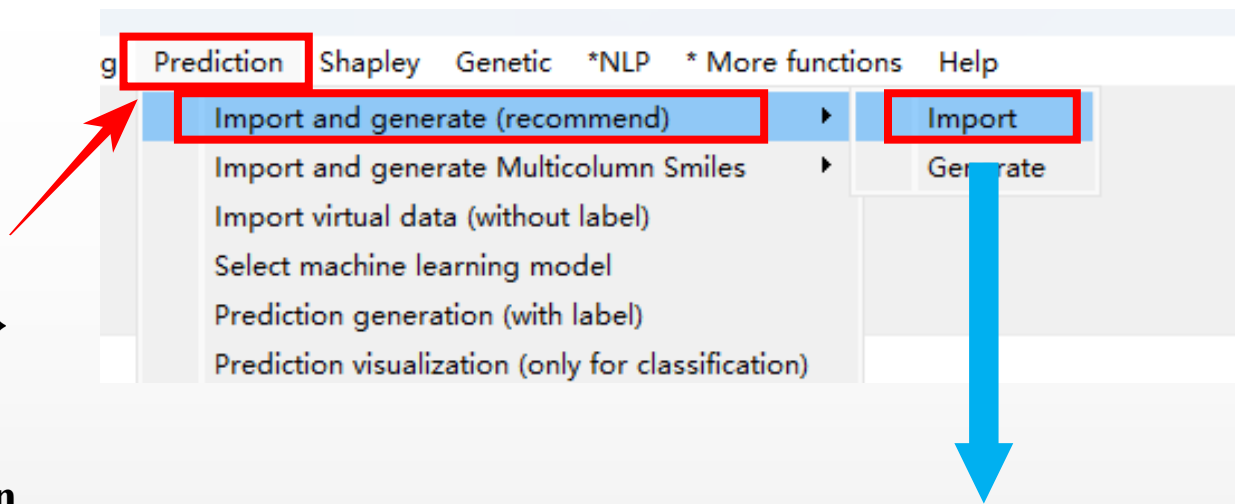 g Prediction Shapley Genetic *NLP * More functions Help
Import and generate (recommend) Import
Import and generate Multicolumn Smiles Generate
Import virtual data (without label)
Select machine learning model
Prediction generation (with label)
Prediction visualization (only for classification)
n